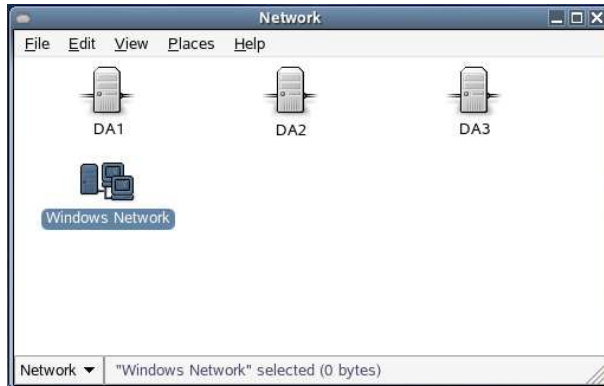 Network
File Edit View Places Help
DA1 DA2 DA3
Windows Network
Network "Windows Network" selected (0 bytes)